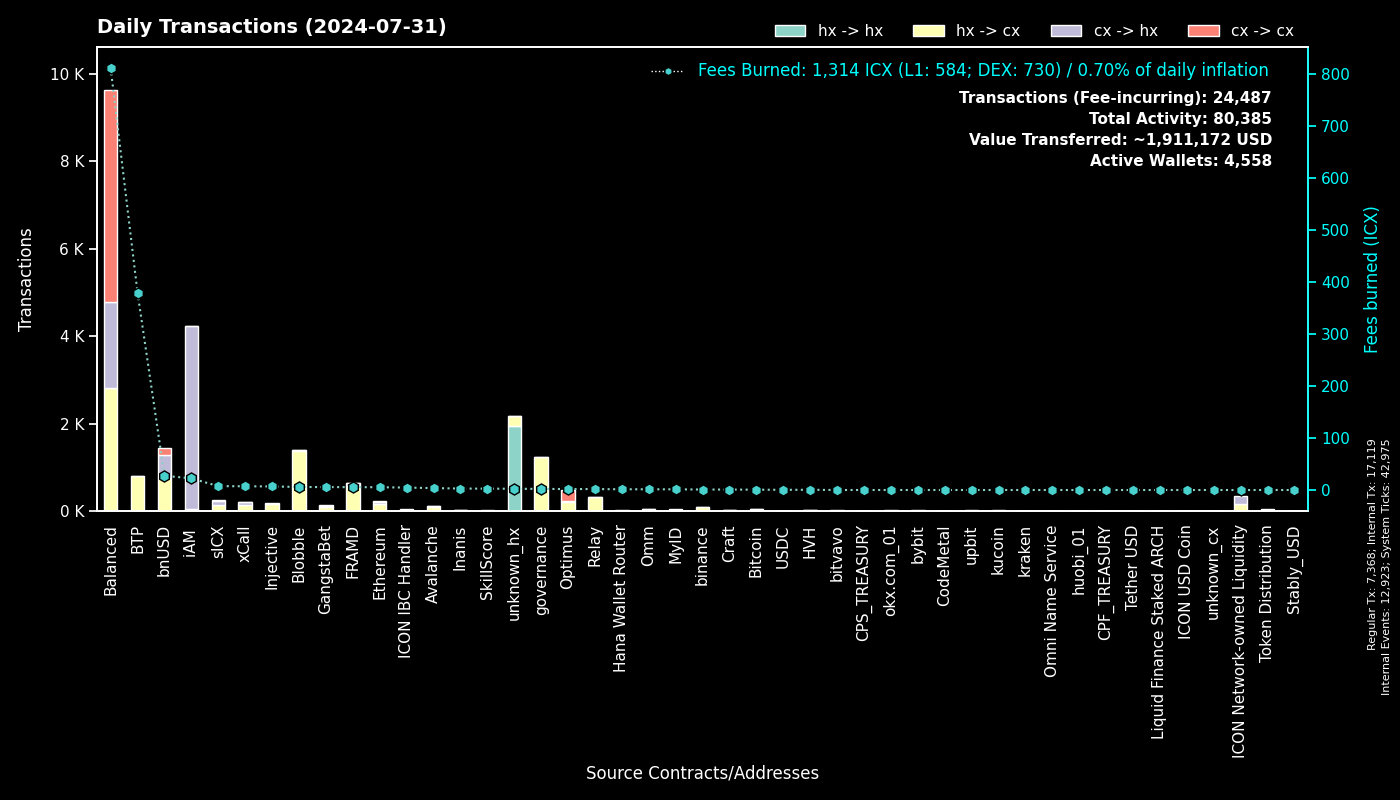 Daily Transactions (2024-07-31)
hx -> hx
hx -> cx
cx -> hx
cx -> cx
Fees Burned: 1,314 ICX (L1: 584; DEX: 730) / 0.70% of daily inflation
Transactions (Fee-incurring): 24,487
Total Activity: 80,385
Value Transferred: ~1,911,172 USD
Active Wallets: 4,558
Transactions
10 K
8 K
6 K
4 K
2 K
0 K
800
700
600
500
400
300
200
100
0
Fees burned (ICX)
Balanced
BTP
bnUSD
iAM
sICX
xCall
Injective
Blobble
GangstaBet
FRAMD
Ethereum
ICON IBC Handler
Avalanche
Inanis
SkillScore
unknown_hx
governance
Optimus
Relay
Hana Wallet Router
Omm
MyID
binance
Craft
Bitcoin
USDC
HVH
bitvavo
CPS_TREASURY
okx.com_01
bybit
CodeMetal
upbit
kucoin
kraken
Omni Name Service
huobi_01
CPF_TREASURY
Tether USD
Liquid Finance Staked ARCH
ICON USD Coin
unknown_cx
ICON Network-owned Liquidity
Token Distribution
Stably_USD
Source Contracts/Addresses
Regular Tx: 7,368; Internal Tx: 17,119
Internal Events: 12,923; System Ticks: 42,975